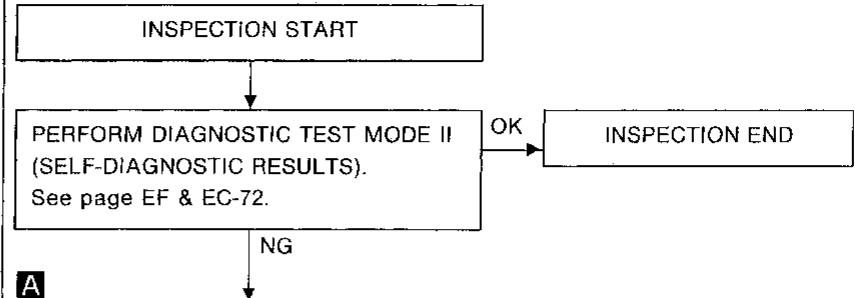 INSPECTION START
PERFORM DIAGNOSTIC TEST MODE II
(SELF-DIAGNOSTIC RESULTS).
See page EF & EC-72.
OK
INSPECTION END
NG
A